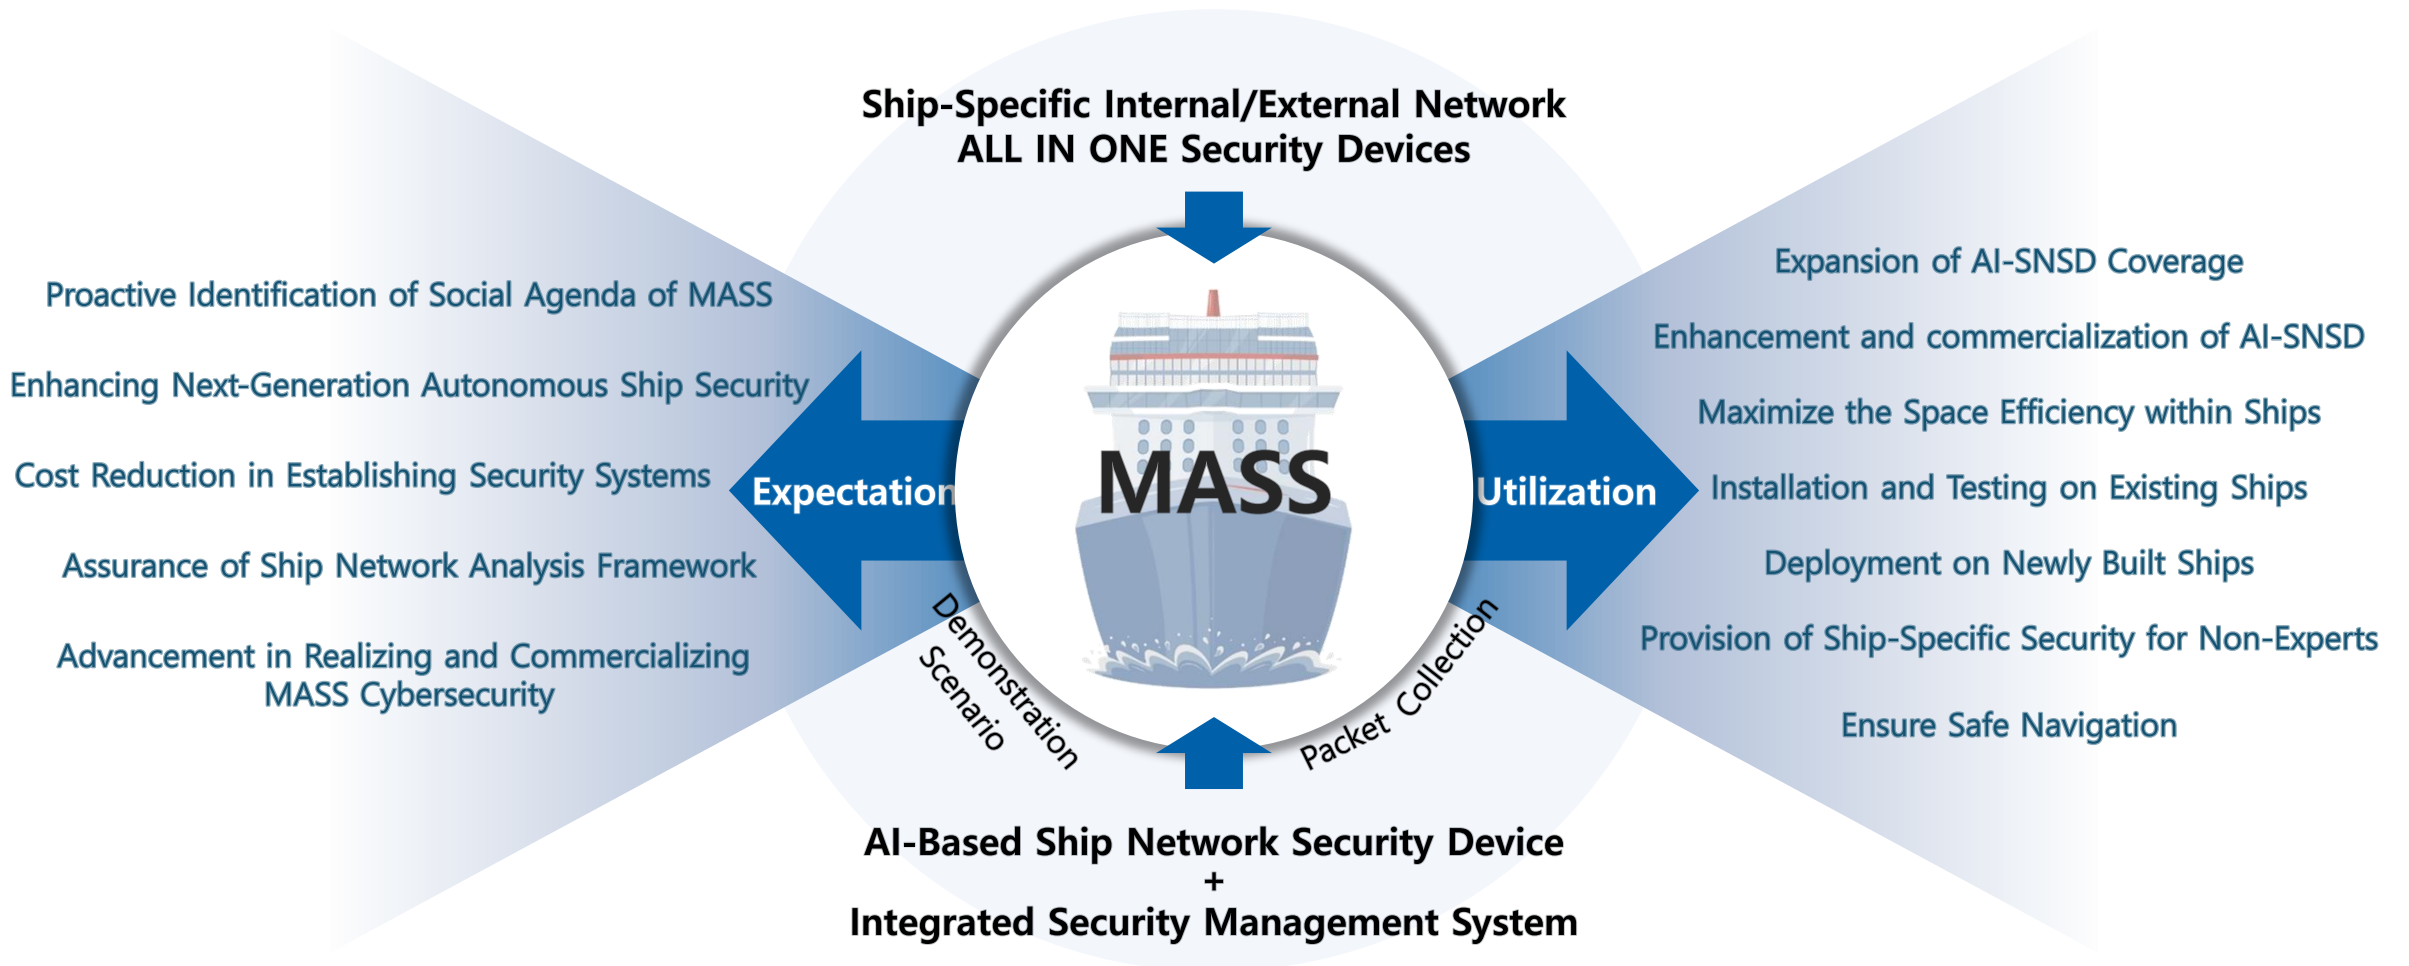 Ship-Specific Internal/External Network
ALL IN ONE Security Devices
Proactive Identification of Social Agenda of MASS
Enhancing Next-Generation Autonomous Ship Security
Cost Reduction in Establishing Security Systems
Assurance of Ship Network Analysis Framework
Advancement in Realizing and Commercializing
MASS Cybersecurity
Expectation
MASS
Utilization
Expansion of AI-SNSD Coverage
Enhancement and commercialization of AI-SNSD
Maximize the Space Efficiency within Ships
Installation and Testing on Existing Ships
Deployment on Newly Built Ships
Provision of Ship-Specific Security for Non-Experts
Ensure Safe Navigation
Demonstration
Scenario
Packet Collection
AI-Based Ship Network Security Device
+
Integrated Security Management System